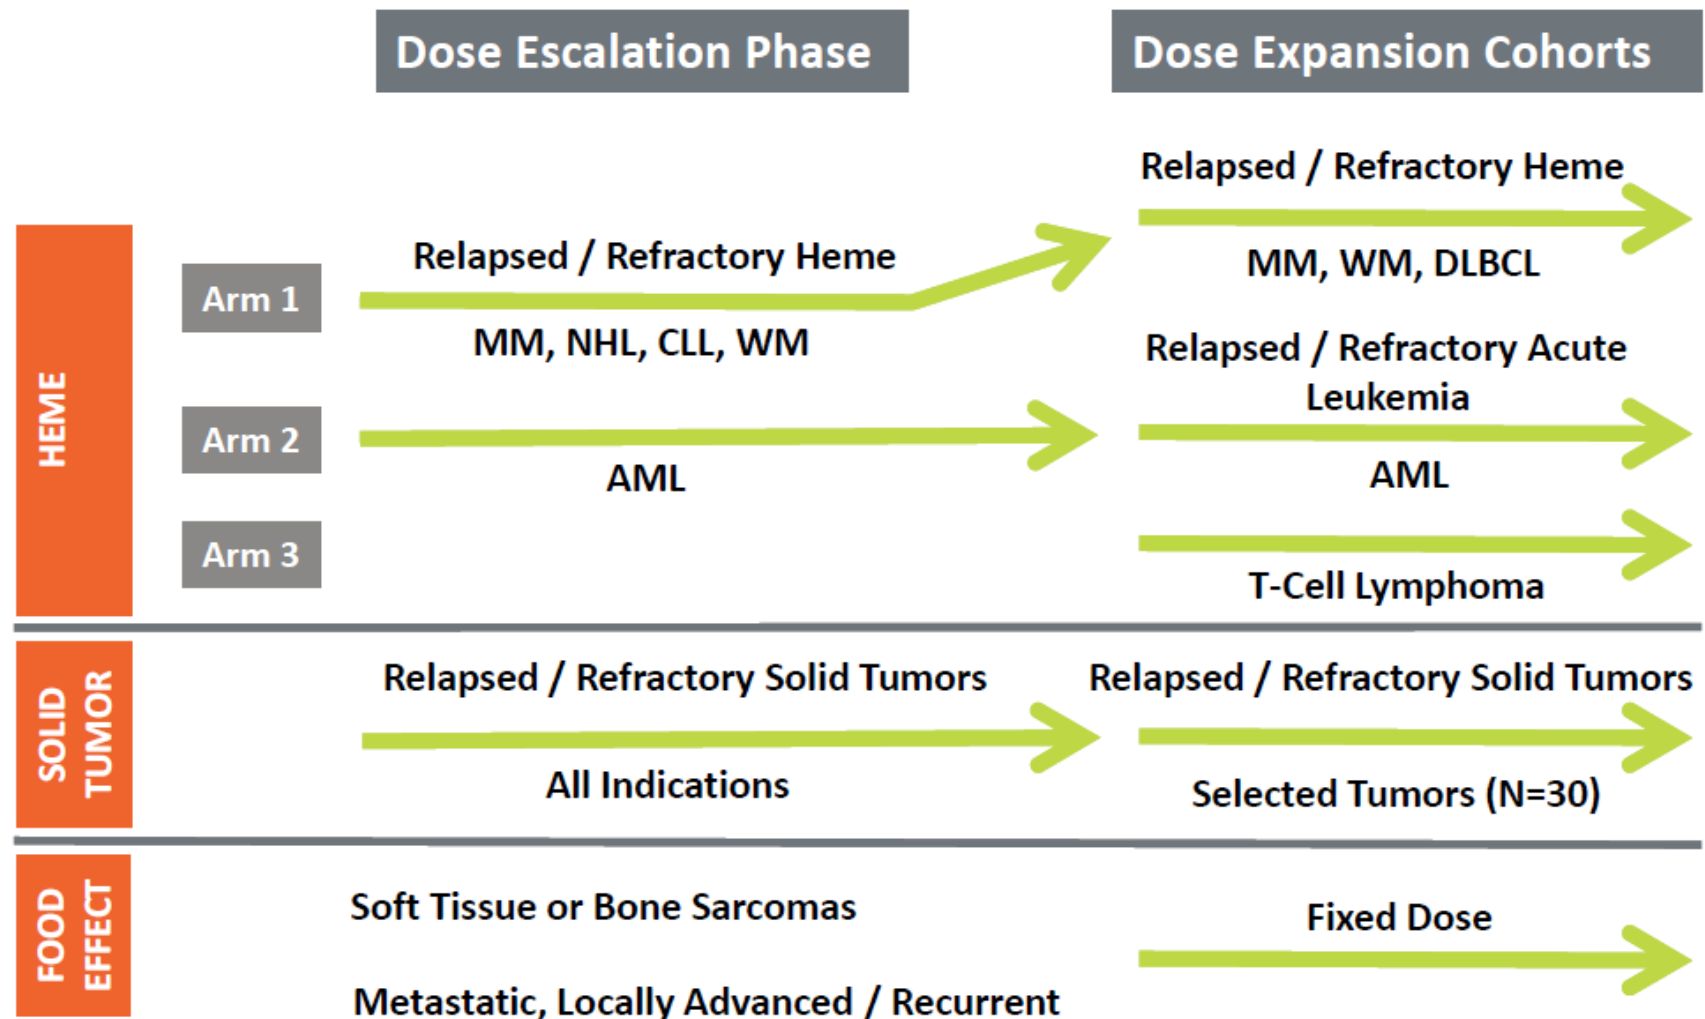 Dose Escalation Phase
Dose Expansion Cohorts
HEME
Arm 1
Relapsed / Refractory Heme
MM, NHL, CLL, WM
Relapsed / Refractory Heme
MM, WM, DLBCL
Arm 2
AML
Relapsed / Refractory Acute
Leukemia
AML
Arm 3
T-Cell Lymphoma
SOLID
TUMOR
Relapsed / Refractory Solid Tumors
All Indications
Relapsed / Refractory Solid Tumors
Selected Tumors (N=30)
FOOD
EFFECT
Soft Tissue or Bone Sarcomas
Metastatic, Locally Advanced / Recurrent
Fixed Dose